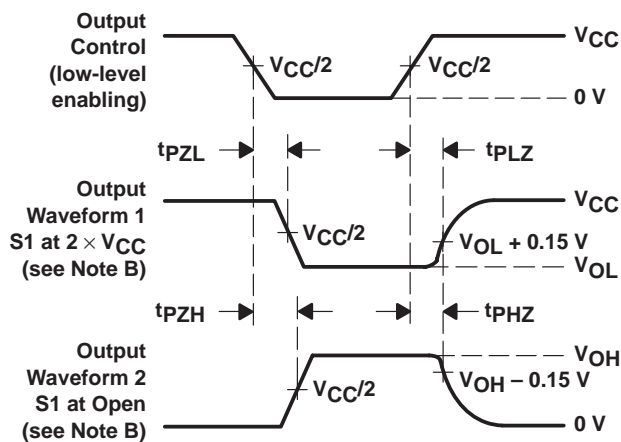 Output
Control
(low-level
enabling)
VCC/2
VCC/2
VCC
0 V
tPZL
tPLZ
Output
Waveform 1
S1 at 2 × VCC
(see Note B)
VCC/2
VCC
VOL + 0.15 V
VOL
tPZH
tPHZ
Output
Waveform 2
S1 at Open
(see Note B)
VCC/2
VOH
VOH − 0.15 V
0 V